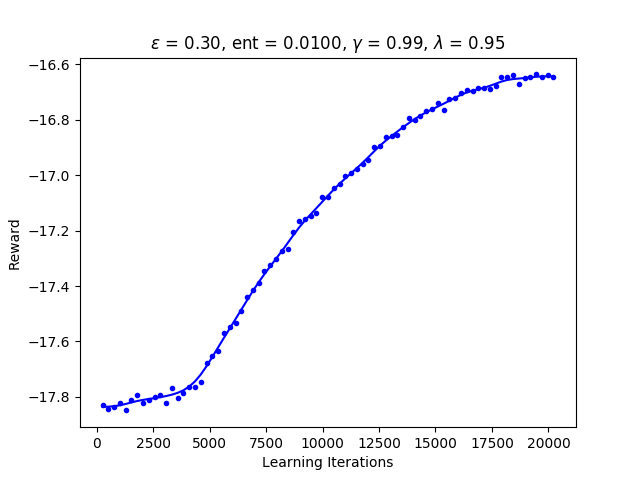 ε = 0.30, ent = 0.0100, γ = 0.99, λ = 0.95
−16.6
−16.8
−17.0
−17.2
−17.4
−17.6
−17.8
Reward
0 2500 5000 7500 10000 12500 15000 17500 20000
Learning Iterations